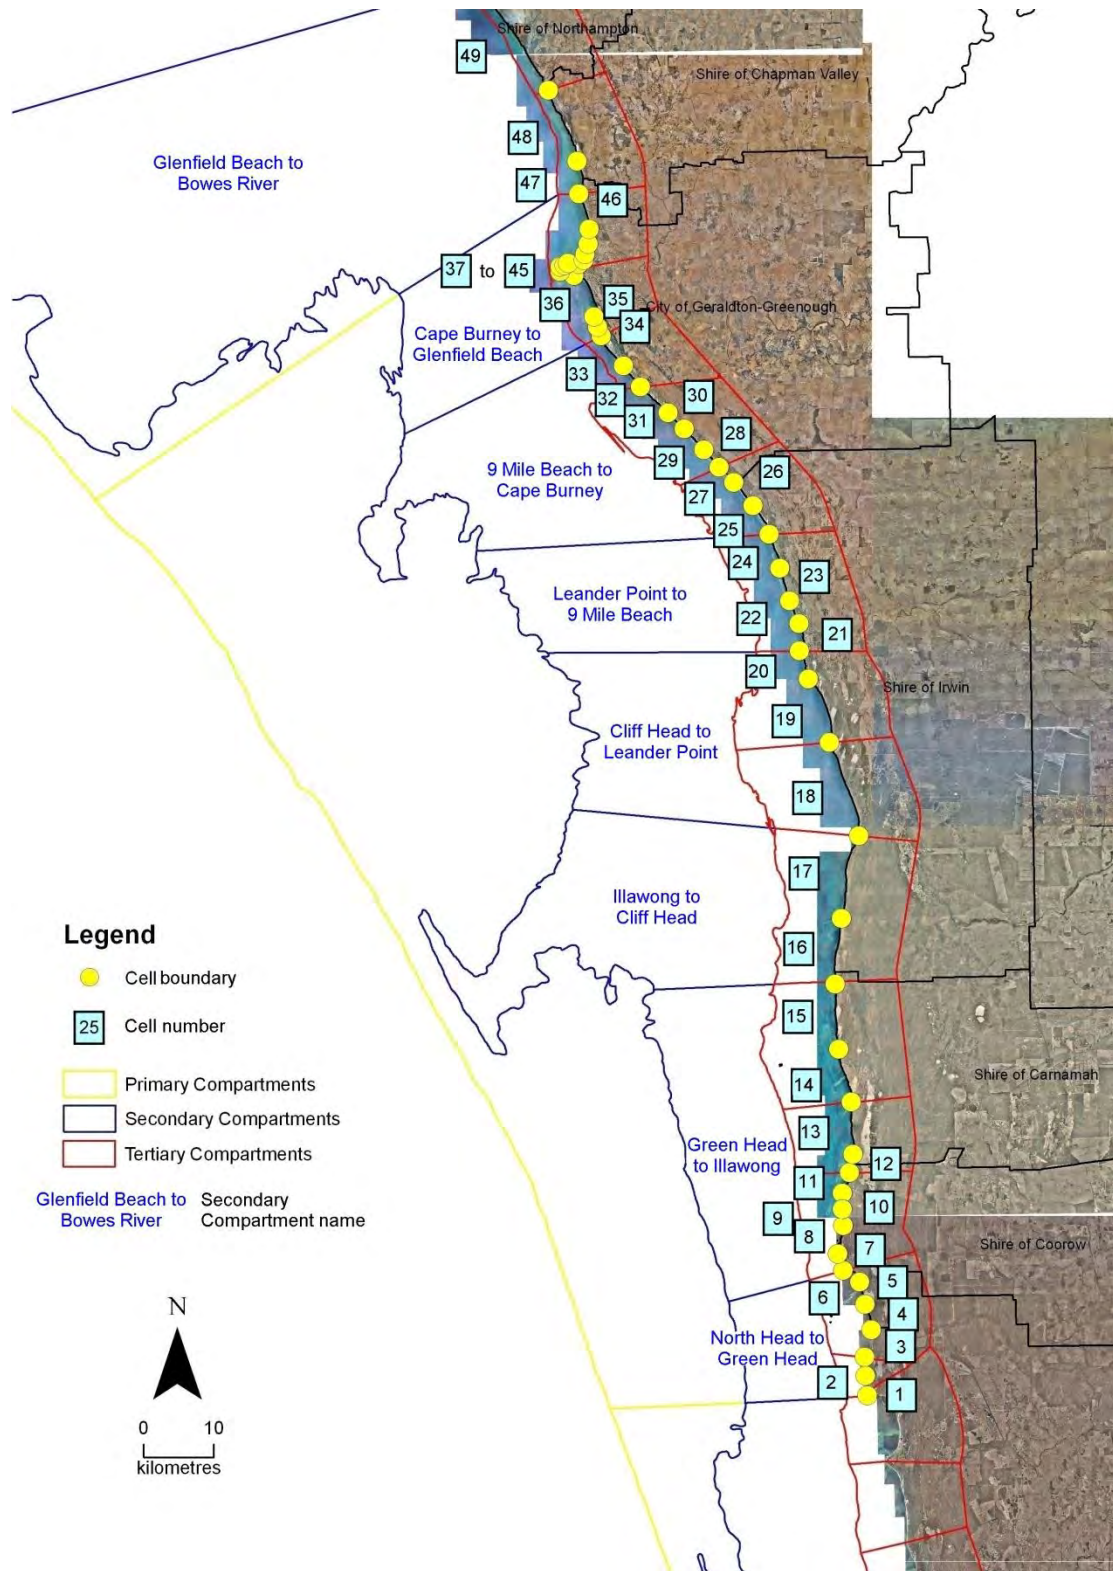 Shire of Northampton
49
Shire of Chapman Valley
48
Glenfield Beach to
Bowes River
47
46
37 to 45
36
35
City of Geraldton-Greenough
34
Cape Burney to
Glenfield Beach
33
32
30
31
28
29
9 Mile Beach to
Cape Burney
26
27
25
24
23
Leander Point to
9 Mile Beach
22
21
20
Shire of Irwin
19
Cliff Head to
Leander Point
18
17
Illawong to
Cliff Head
16
15
Shire of Carnamah
14
13
Green Head
to Illawong
12
11
10
9
8
7
Shire of Coorow
5
6
4
North Head to
Green Head
3
2
1
Legend
Cell boundary
25 Cell number
Primary Compartments
Secondary Compartments
Tertiary Compartments
Glenfield Beach to Secondary
Bowes River Compartment name
N
0 10
kilometres